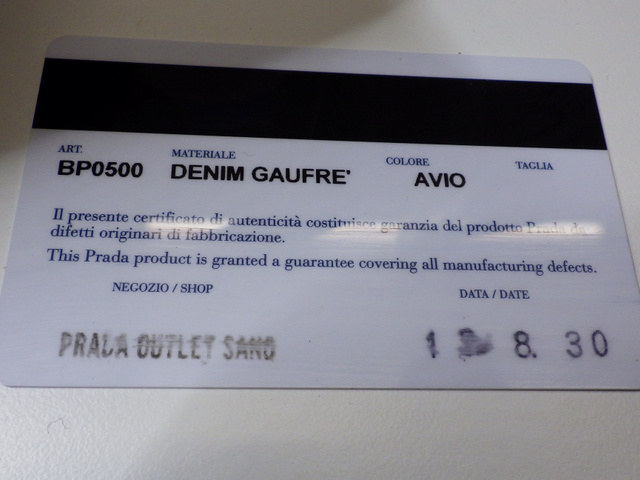 ART.
MATERIALE
COLORE
TAGLIA
BP0500
DENIM GAUFRE'
AVIO
Il presente certificato di autenticità costituisce garanzia del prodotto Prada da
difetti originari di fabbricazione.
This Prada product is granted a guarantee covering all manufacturing defects.
NEGOZIO / SHOP
DATA / DATE
PRADA OUTLET SANO
8. 30